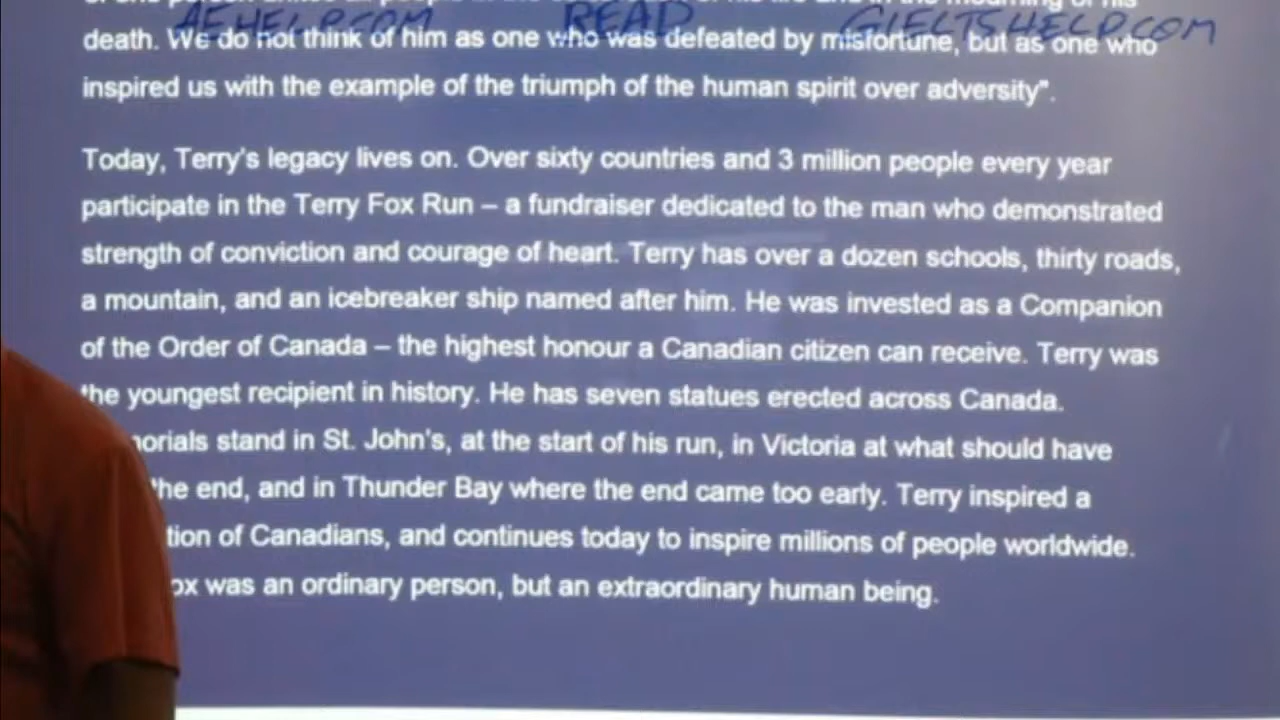 AEHELP.COM READ GIELTSHELP.COM
death. We do not think of him as one who was defeated by misfortune, but as one who
inspired us with the example of the triumph of the human spirit over adversity".
Today, Terry's legacy lives on. Over sixty countries and 3 million people every year
participate in the Terry Fox Run – a fundraiser dedicated to the man who demonstrated
strength of conviction and courage of heart. Terry has over a dozen schools, thirty roads,
a mountain, and an icebreaker ship named after him. He was invested as a Companion
of the Order of Canada – the highest honour a Canadian citizen can receive. Terry was
the youngest recipient in history. He has seven statues erected across Canada.
stand in St. John's, at the start of his run, in Victoria at what should have
the end, and in Thunder Bay where the end came too early. Terry inspired a
of Canadians, and continues today to inspire millions of people worldwide.
was an ordinary person, but an extraordinary human being.